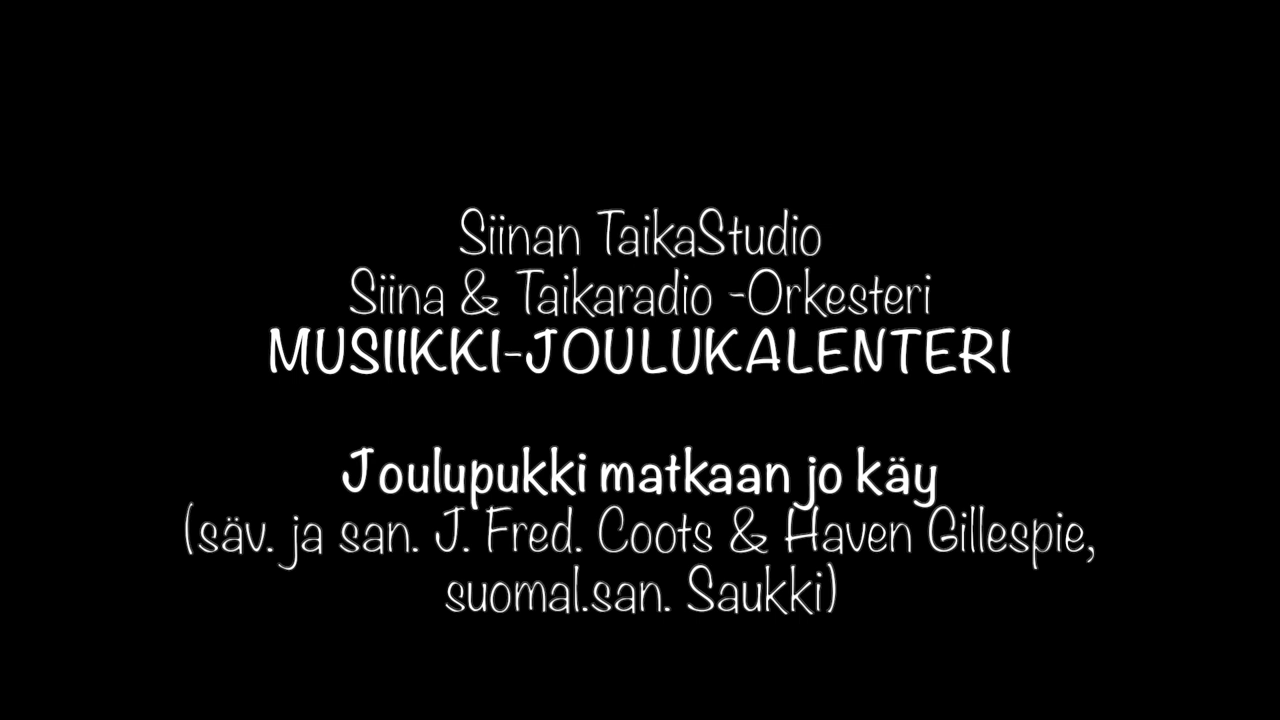 Siinan TaikaStudio
Siina & Taikaradio -Orkesteri
MUSIIKKI-JOULUKALENTERI
Joulupukki matkaan jo käy
(säv. ja san. J. Fred. Coots & Haven Gillespie,
suomal.san. Saukki)